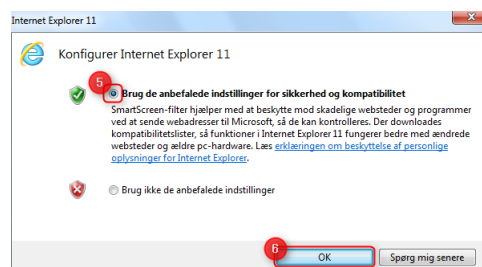 Internet Explorer 11
Konfigurer Internet Explorer 11
5
Brug de anbefalede indstillinger for sikkerhed og kompatibilitet
SmartScreen-filter hjælper med at beskytte mod skadelige websteder og programmer
ved at sende webadresser til Microsoft, så de kan kontrolleres. Der downloades
kompatibilitetslister, så funktioner i Internet Explorer 11 fungerer bedre med ændrede
websteder og ældre pc-hardware. Læs erklæringen om beskyttelse af personlige
oplysninger for Internet Explorer.
Brug ikke de anbefalede indstillinger
6
OK
Spørg mig senere